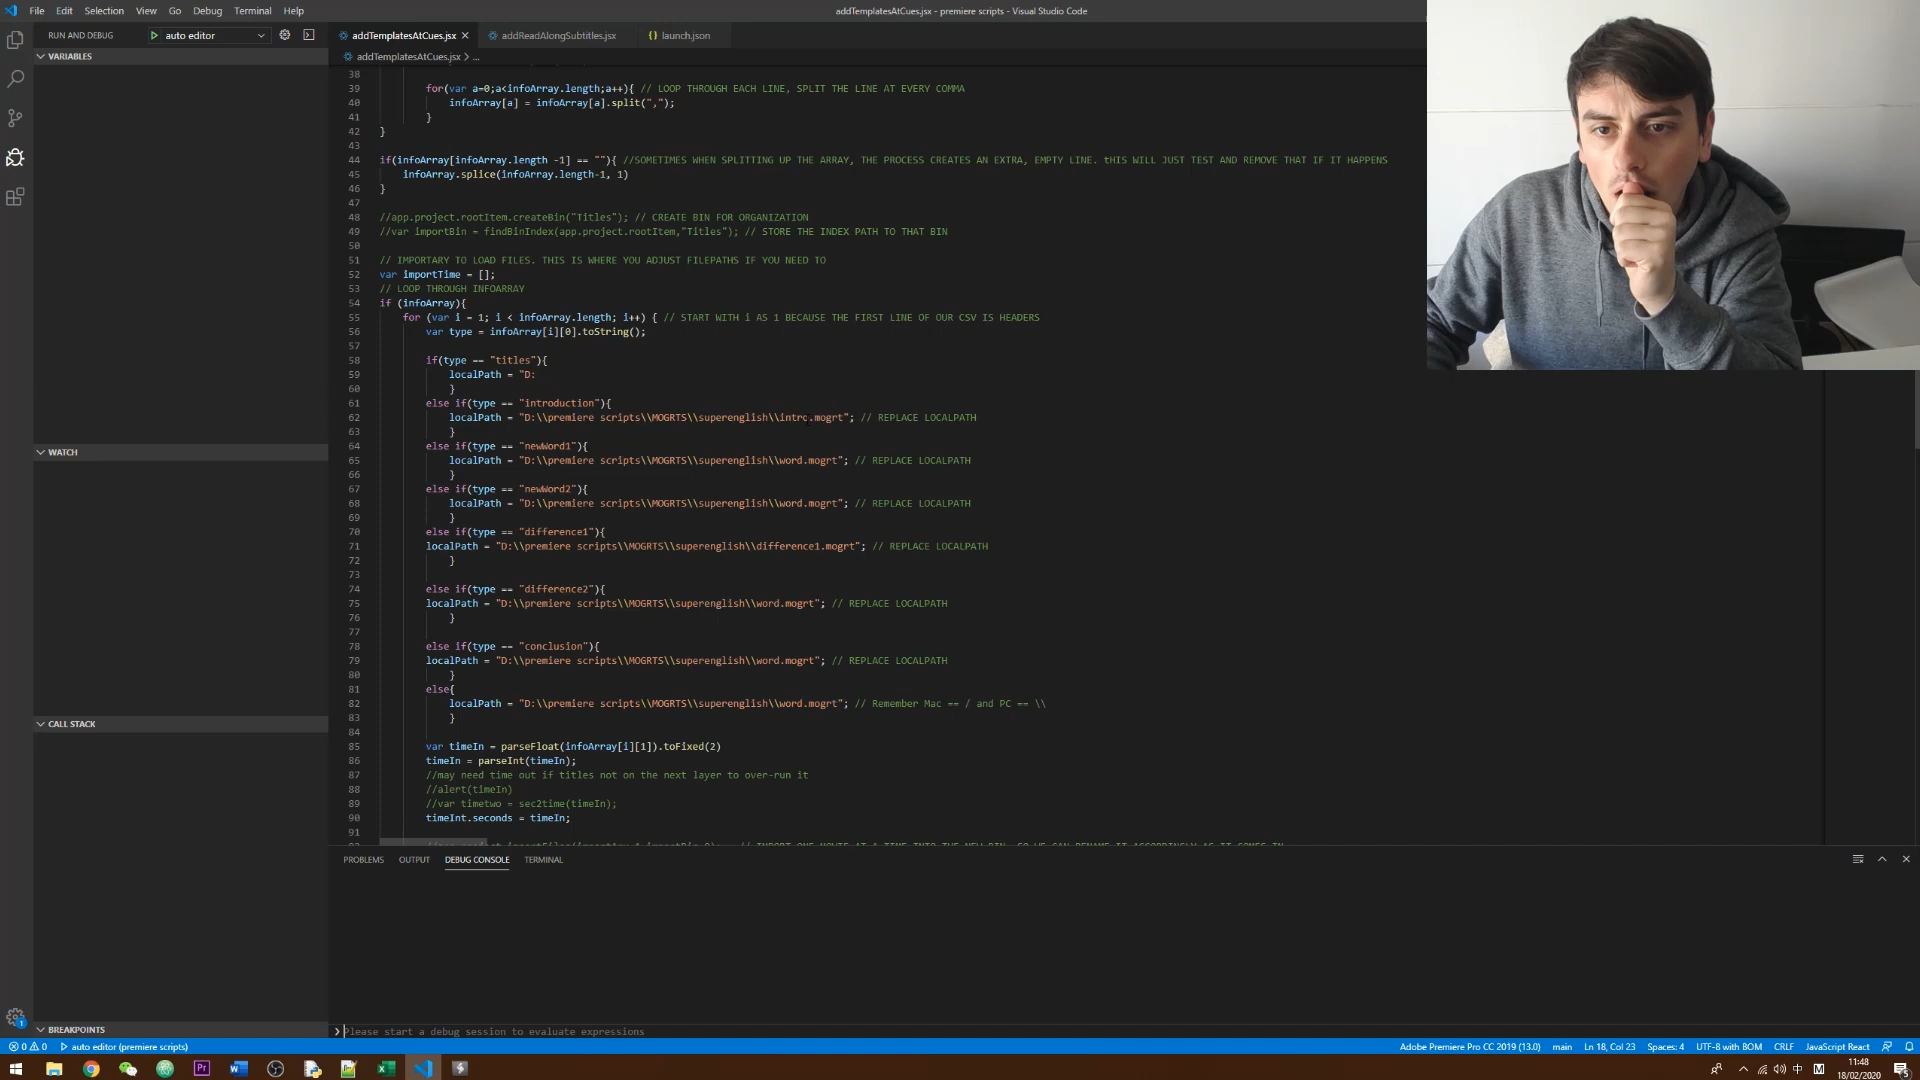 File Edit Selection View Go Debug Terminal Help
addTemplatesAtCues.jsx - premiere scripts - Visual Studio Code
RUN AND DEBUG auto editor
addTemplatesAtCues.jsx addReadAlongSubtitles.jsx {} launch.json
VARIABLES
addTemplatesAtCues.jsx > ...
38
39 for(var a=0;a<infoArray.length;a++){ // LOOP THROUGH EACH LINE, SPLIT THE LINE AT EVERY COMMA
40 infoArray[a] = infoArray[a].split(",");
41 }
42 }
43
44 if(infoArray[infoArray.length -1] == ""){ //SOMETIMES WHEN SPLITTING UP THE ARRAY, THE PROCESS CREATES AN EXTRA, EMPTY LINE. tHIS WILL JUST TEST AND REMOVE THAT IF IT HAPPENS
45 infoArray.splice(infoArray.length-1, 1)
46 }
47
48 //app.project.rootItem.createBin("Titles"); // CREATE BIN FOR ORGANIZATION
49 //var importBin = findBinIndex(app.project.rootItem,"Titles"); // STORE THE INDEX PATH TO THAT BIN
50
51 // IMPORTARY TO LOAD FILES. THIS IS WHERE YOU ADJUST FILEPATHS IF YOU NEED TO
52 var importTime = [];
53 // LOOP THROUGH INFOARRAY
54 if (infoArray){
55 for (var i = 1; i < infoArray.length; i++) { // START WITH i AS 1 BECAUSE THE FIRST LINE OF OUR CSV IS HEADERS
56 var type = infoArray[i][0].toString();
57
58 if(type == "titles"){
59 localPath = "D:
60 }
61 else if(type == "introduction"){
62 localPath = "D:\\premiere scripts\\MOGRTS\\superenglish\\intro.mogrt"; // REPLACE LOCALPATH
63 }
64 else if(type == "newWord1"){
65 localPath = "D:\\premiere scripts\\MOGRTS\\superenglish\\word.mogrt"; // REPLACE LOCALPATH
66 }
67 else if(type == "newWord2"){
68 localPath = "D:\\premiere scripts\\MOGRTS\\superenglish\\word.mogrt"; // REPLACE LOCALPATH
69 }
70 else if(type == "difference1"){
71 localPath = "D:\\premiere scripts\\MOGRTS\\superenglish\\difference1.mogrt"; // REPLACE LOCALPATH
72 }
73
74 else if(type == "difference2"){
75 localPath = "D:\\premiere scripts\\MOGRTS\\superenglish\\word.mogrt"; // REPLACE LOCALPATH
76 }
77
78 else if(type == "conclusion"){
79 localPath = "D:\\premiere scripts\\MOGRTS\\superenglish\\word.mogrt"; // REPLACE LOCALPATH
80 }
81 else{
82 localPath = "D:\\premiere scripts\\MOGRTS\\superenglish\\word.mogrt"; // Remember Mac == / and PC == \\
83 }
84
85 var timeIn = parseFloat(infoArray[i][1]).toFixed(2)
86 timeIn = parseInt(timeIn);
87 //may need time out if titles not on the next layer to over-run it
88 //alert(timeIn)
89 //var timetwo = sec2time(timeIn);
90 timeInt.seconds = timeIn;
91
WATCH
CALL STACK
BREAKPOINTS
PROBLEMS OUTPUT DEBUG CONSOLE TERMINAL
Please start a debug session to evaluate expressions
0 0 auto editor (premiere scripts)
Adobe Premiere Pro CC 2019 (13.0) main Ln 18, Col 23 Spaces: 4 UTF-8 with BOM CRLF JavaScript React
中 M 11:48
18/02/2020